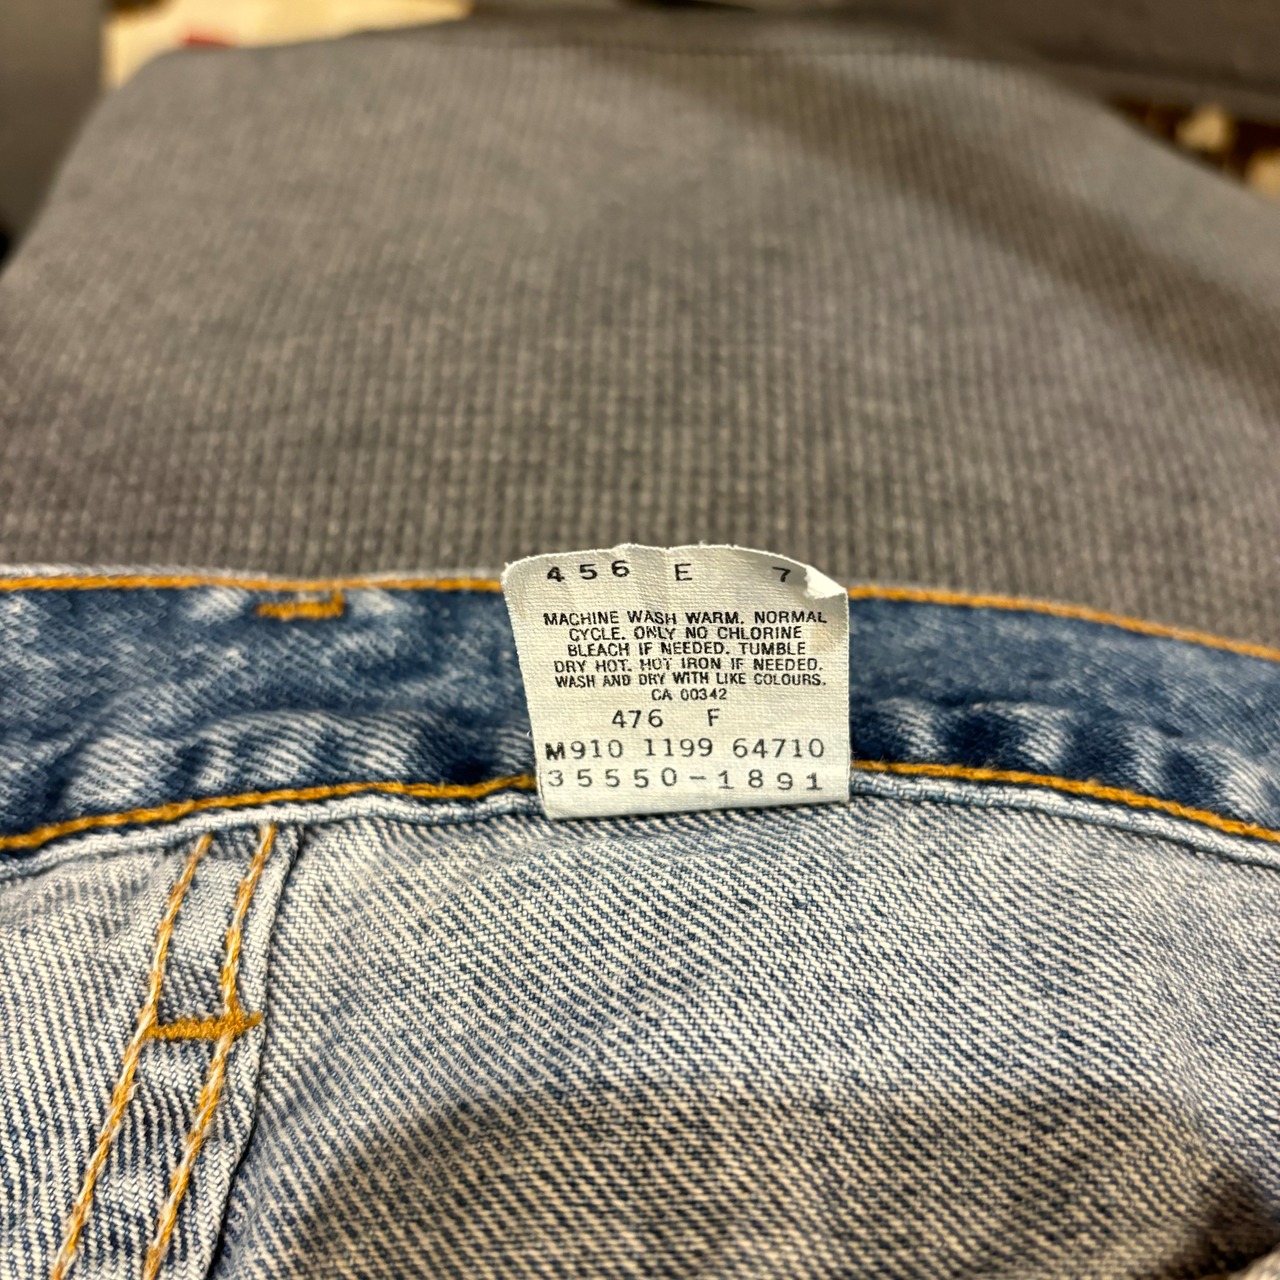 456 E 7
MACHINE WASH WARM, NORMAL
CYCLE. ONLY NO CHLORINE
BLEACH IF NEEDED. TUMBLE
DRY HOT. HOT IRON IF NEEDED.
WASH AND DRY WITH LIKE COLOURS.
CA 00342
476 F
M910 1199 64710
35550-1891